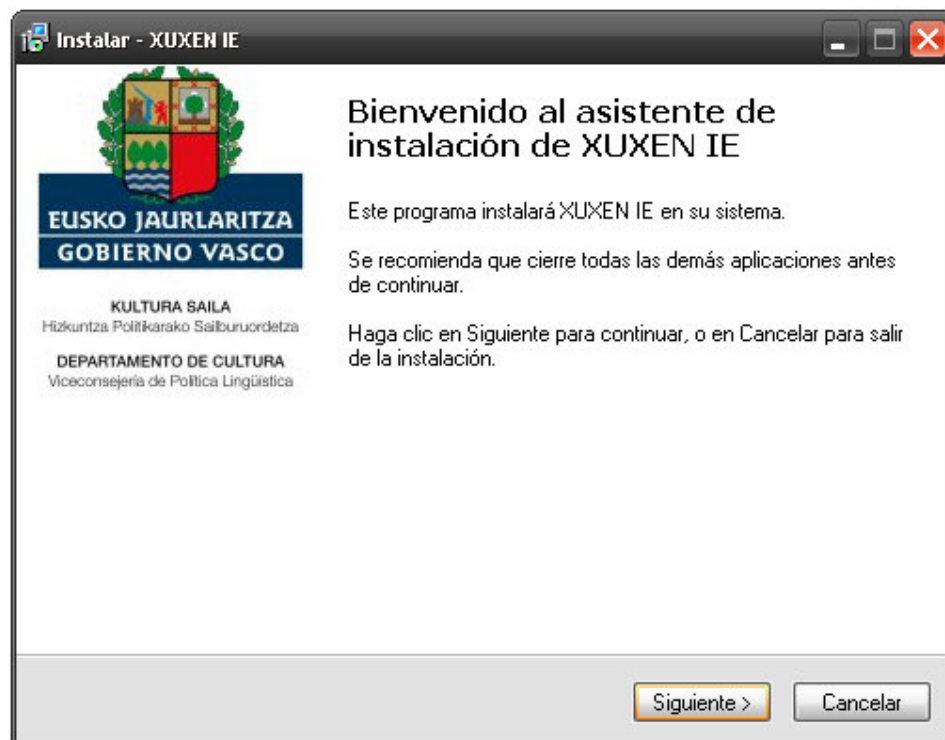 Instalar - XUXEN IE
EUSKO JAURLARITZA
GOBIERNO VASCO
KULTURA SAILA
Hizkuntza Politikarako Sailburuordetza
DEPARTAMENTO DE CULTURA
Viceconsejería de Política Lingüística
Bienvenido al asistente de
instalación de XUXEN IE
Este programa instalará XUXEN IE en su sistema.
Se recomienda que cierre todas las demás aplicaciones antes
de continuar.
Haga clic en Siguiente para continuar, o en Cancelar para salir
de la instalación.
Siguiente >
Cancelar